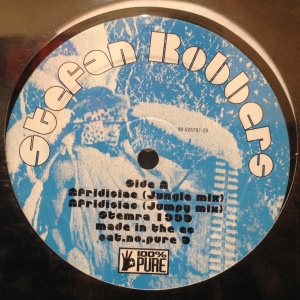 Stefan Robbers
Side A
Afridisiac (Jungle mix)
Afridisiac (Jumpy mix)
Stemra 1993
made in the ec
cat.no.pure 9
100%
PURE